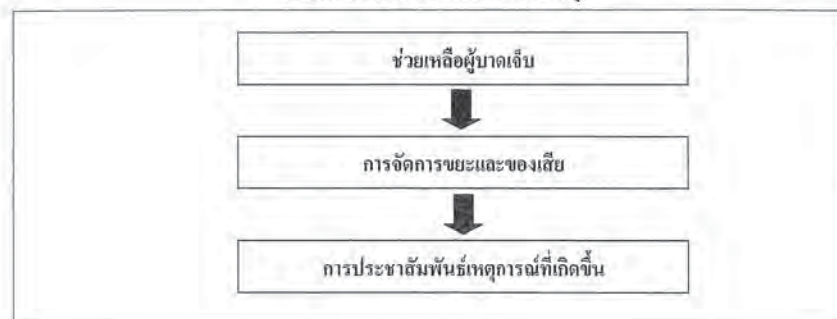 ช่วยเหลือผู้บาดเจ็บ
การจัดการขยะและของเสีย
การประชาสัมพันธ์เหตุการณ์ที่เกิดขึ้น